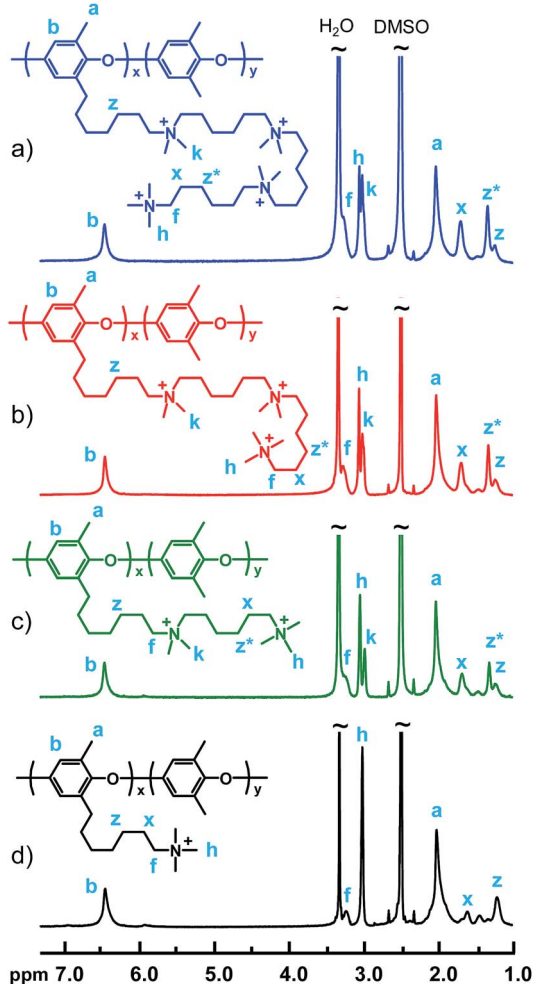 H₂O DMSO
~ ~
b a
O x O y
z
a) N⁺ N⁺
k
x z*
N⁺ N⁺
h f
b f h k a x z* z
~ ~
b a
O x O y
z
b) N⁺ N⁺
k
N⁺ z*
h f x
b f h k a x z* z
~ ~
b a
O x O y
z x
c) N⁺ N⁺
f k z* h
b f h k a x z* z
~ ~
b a
O x O y
z x
d) N⁺ h
f
b f h a x z
ppm 7.0 6.0 5.0 4.0 3.0 2.0 1.0